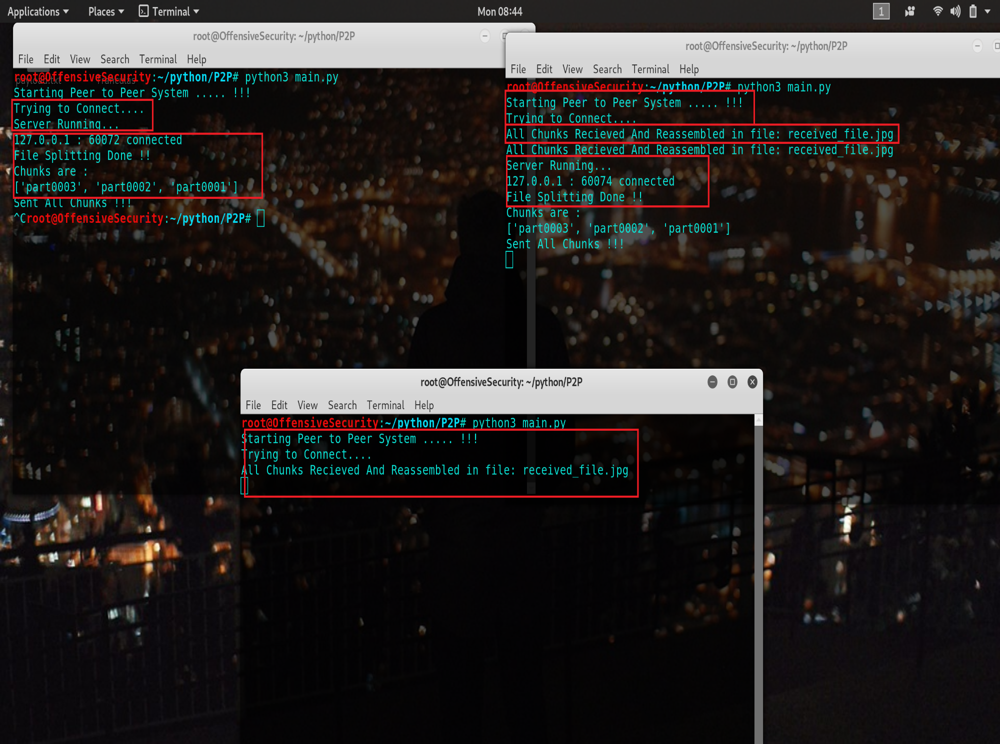 Applications Places Terminal Mon 08:44 1
root@OffensiveSecurity: ~/python/P2P
File Edit View Search Terminal Help
payload.txt
root@OffensiveSecurity:~/python/P2P# python3 main.py
Starting Peer to Peer System ..... !!!
Trying to Connect....
Server Running...
127.0.0.1 : 60072 connected
File Splitting Done !!
Chunks are :
['part0003', 'part0002', 'part0001']
Sent All Chunks !!!
^Croot@OffensiveSecurity:~/python/P2P#
root@OffensiveSecurity: ~/python/P2P
File Edit View Search Terminal Help
root@OffensiveSecurity:~/python/P2P# python3 main.py
Starting Peer to Peer System ..... !!!
Trying to Connect....
All Chunks Recieved And Reassembled in file: received_file.jpg
All Chunks Recieved And Reassembled in file: received_file.jpg
Server Running...
127.0.0.1 : 60074 connected
File Splitting Done !!
Chunks are :
['part0003', 'part0002', 'part0001']
Sent All Chunks !!!
root@OffensiveSecurity: ~/python/P2P
File Edit View Search Terminal Help
root@OffensiveSecurity:~/python/P2P# python3 main.py
Starting Peer to Peer System ..... !!!
Trying to Connect....
All Chunks Recieved And Reassembled in file: received_file.jpg